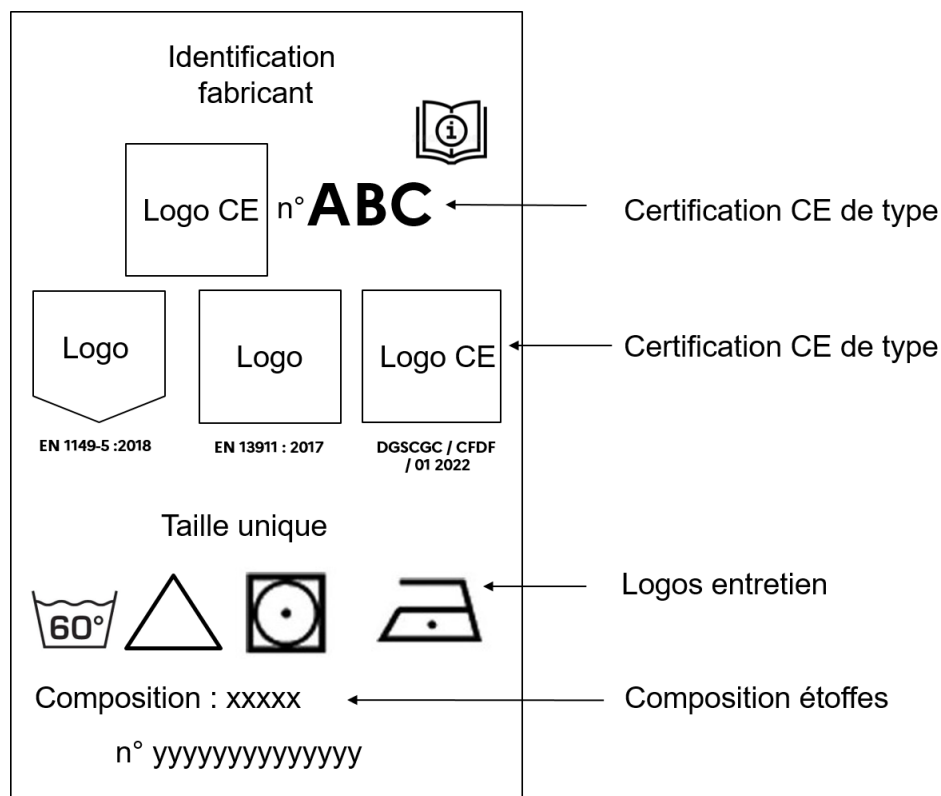 Identification
fabricant
i
Logo CE n° ABC
Certification CE de type
Logo
Logo
Logo CE
Certification CE de type
EN 1149-5 :2018
EN 13911 : 2017
DGSCGC / CFDF
/ 01 2022
Taille unique
60°
Logos entretien
Composition : xxxxx
Composition étoffes
n° yyyyyyyyyyyyyy